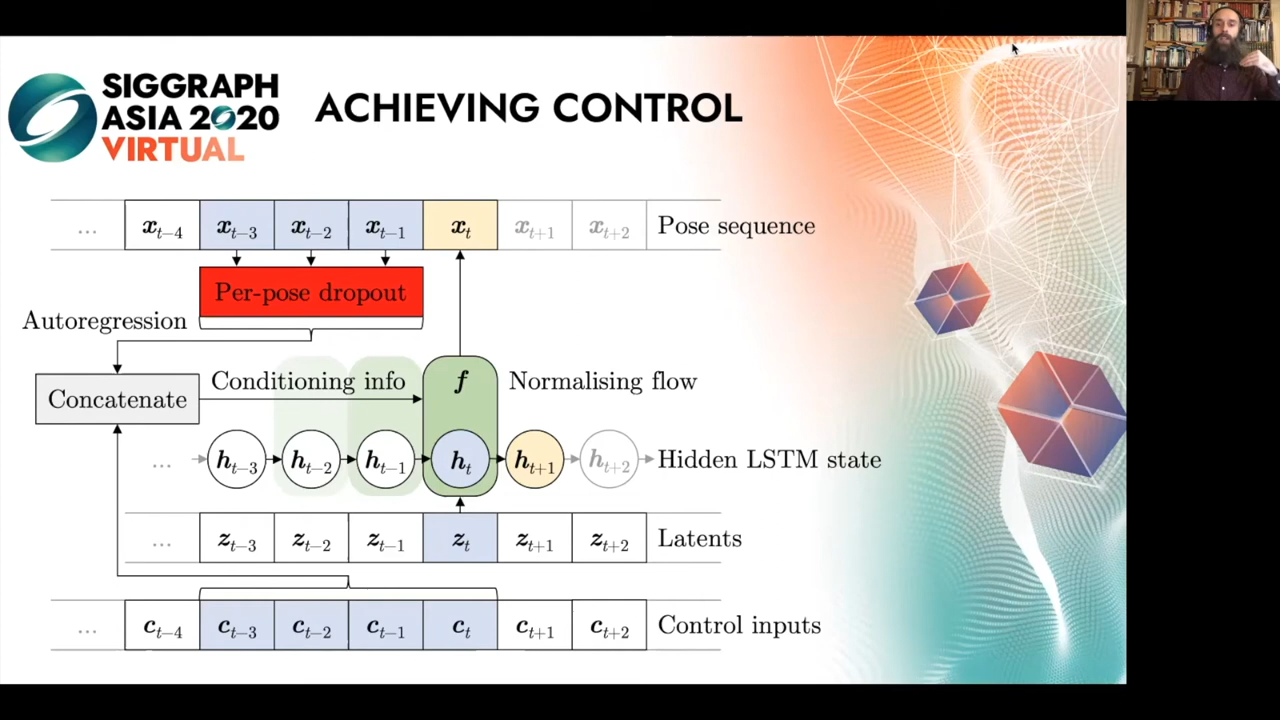 SIGGRAPH
ASIA 2020
VIRTUAL
ACHIEVING CONTROL
... x_{t−4} x_{t−3} x_{t−2} x_{t−1} x_t x_{t+1} x_{t+2} Pose sequence
Per-pose dropout
Autoregression
Concatenate
Conditioning info
f
Normalising flow
... h_{t−3} h_{t−2} h_{t−1} h_t h_{t+1} h_{t+2} Hidden LSTM state
... z_{t−3} z_{t−2} z_{t−1} z_t z_{t+1} z_{t+2} Latents
... c_{t−4} c_{t−3} c_{t−2} c_{t−1} c_t c_{t+1} c_{t+2} Control inputs